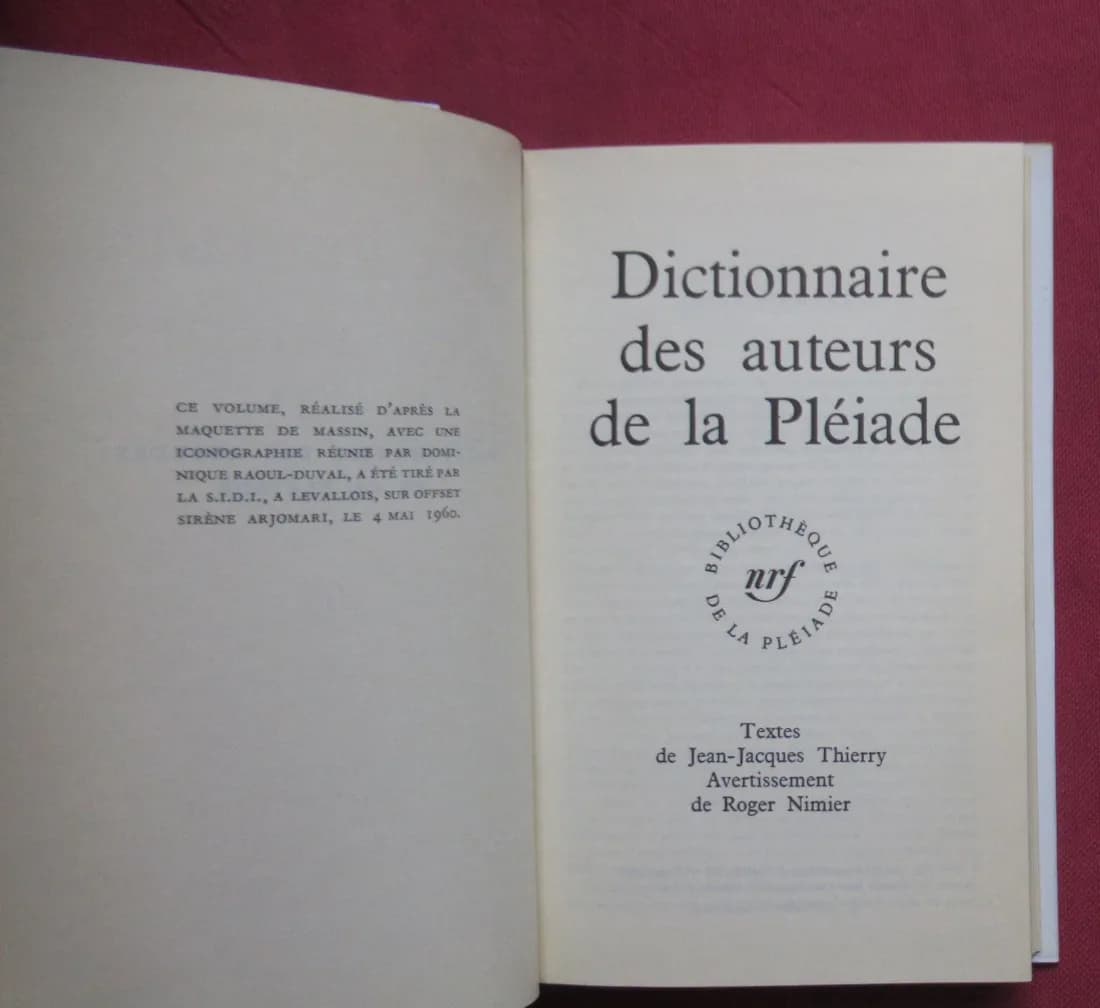 CE VOLUME, RÉALISÉ D'APRÈS LA
MAQUETTE DE MASSIN, AVEC UNE
ICONOGRAPHIE RÉUNIE PAR DOMI-
NIQUE RAOUL-DUVAL, A ÉTÉ TIRÉ PAR
LA S.I.D.I., A LEVALLOIS, SUR OFFSET
SIRÈNE ARJOMARI, LE 4 MAI 1960.
Dictionnaire
des auteurs
de la Pléiade
BIBLIOTHÈQUE
nrf
DE LA PLÉIADE
Textes
de Jean-Jacques Thierry
Avertissement
de Roger Nimier